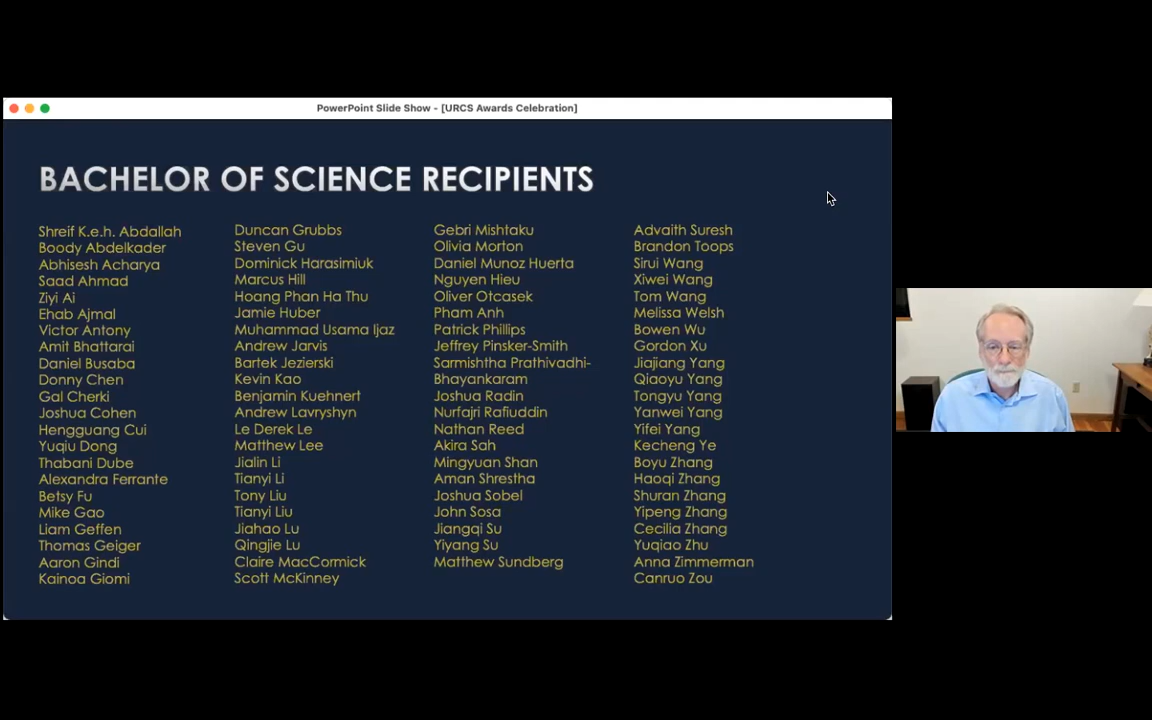 PowerPoint Slide Show - [URCS Awards Celebration]
BACHELOR OF SCIENCE RECIPIENTS
Shreif K.e.h. Abdallah
Boody Abdelkader
Abhisesh Acharya
Saad Ahmad
Ziyi Ai
Ehab Ajmal
Victor Antony
Amit Bhattarai
Daniel Busaba
Donny Chen
Gal Cherki
Joshua Cohen
Hengguang Cui
Yuqiu Dong
Thabani Dube
Alexandra Ferrante
Betsy Fu
Mike Gao
Liam Geffen
Thomas Geiger
Aaron Gindi
Kainoa Giomi
Duncan Grubbs
Steven Gu
Dominick Harasimiuk
Marcus Hill
Hoang Phan Ha Thu
Jamie Huber
Muhammad Usama Ijaz
Andrew Jarvis
Bartek Jezierski
Kevin Kao
Benjamin Kuehnert
Andrew Lavryshyn
Le Derek Le
Matthew Lee
Jialin Li
Tianyi Li
Tony Liu
Tianyi Liu
Jiahao Lu
Qingjie Lu
Claire MacCormick
Scott McKinney
Gebri Mishtaku
Olivia Morton
Daniel Munoz Huerta
Nguyen Hieu
Oliver Otcasek
Pham Anh
Patrick Phillips
Jeffrey Pinsker-Smith
Sarmishtha Prathivadhi-
Bhayankaram
Joshua Radin
Nurfajri Rafiuddin
Nathan Reed
Akira Sah
Mingyuan Shan
Aman Shrestha
Joshua Sobel
John Sosa
Jiangqi Su
Yiyang Su
Matthew Sundberg
Advaith Suresh
Brandon Toops
Sirui Wang
Xiwei Wang
Tom Wang
Melissa Welsh
Bowen Wu
Gordon Xu
Jiajiang Yang
Qiaoyu Yang
Tongyu Yang
Yanwei Yang
Yifei Yang
Kecheng Ye
Boyu Zhang
Haoqi Zhang
Shuran Zhang
Yipeng Zhang
Cecilia Zhang
Yuqiao Zhu
Anna Zimmerman
Canruo Zou